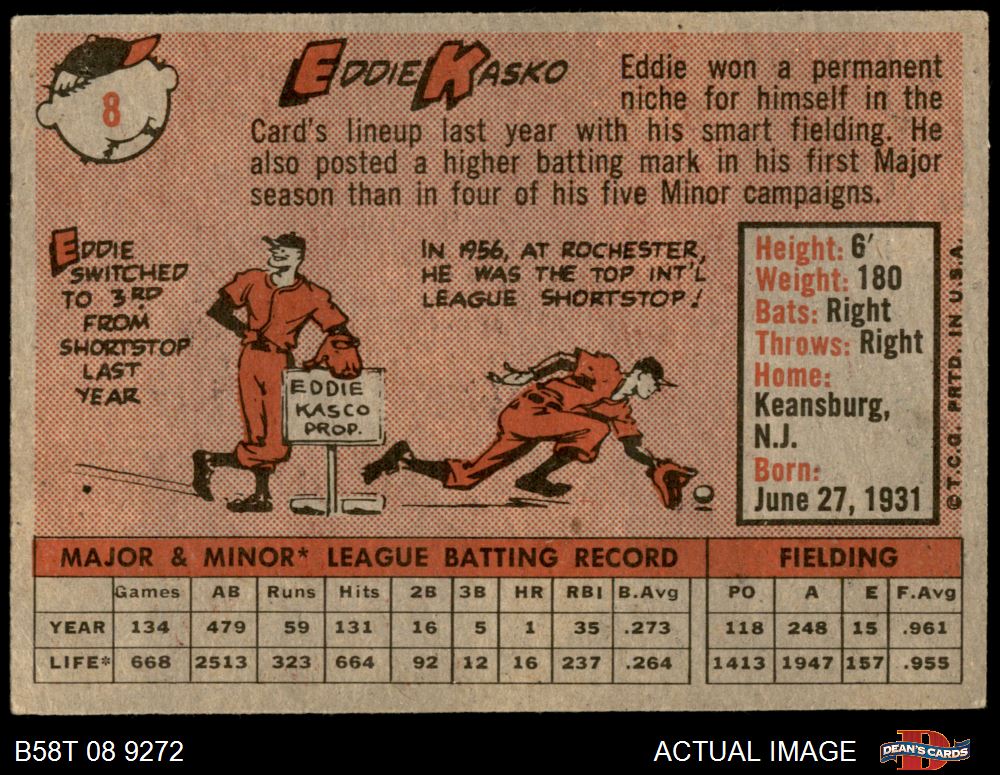 8
EDDIE KASKO
Eddie won a permanent
niche for himself in the
Card's lineup last year with his smart fielding. He
also posted a higher batting mark in his first Major
season than in four of his five Minor campaigns.
EDDIE
SWITCHED
TO 3RD
FROM
SHORTSTOP
LAST
YEAR
EDDIE
KASCO
PROP.
IN 1956, AT ROCHESTER,
HE WAS THE TOP INT'L
LEAGUE SHORTSTOP!
Height: 6'
Weight: 180
Bats: Right
Throws: Right
Home:
Keansburg,
N.J.
Born:
June 27, 1931
©T.C.G. PRTD. IN U.S.A.
MAJOR & MINOR* LEAGUE BATTING RECORD FIELDING
Games AB Runs Hits 2B 3B HR RBI B.Avg PO A E F.Avg
YEAR 134 479 59 131 16 5 1 35 .273 118 248 15 .961
LIFE* 668 2513 323 664 92 12 16 237 .264 1413 1947 157 .955
B58T 08 9272
ACTUAL IMAGE
DEAN'S CARDS